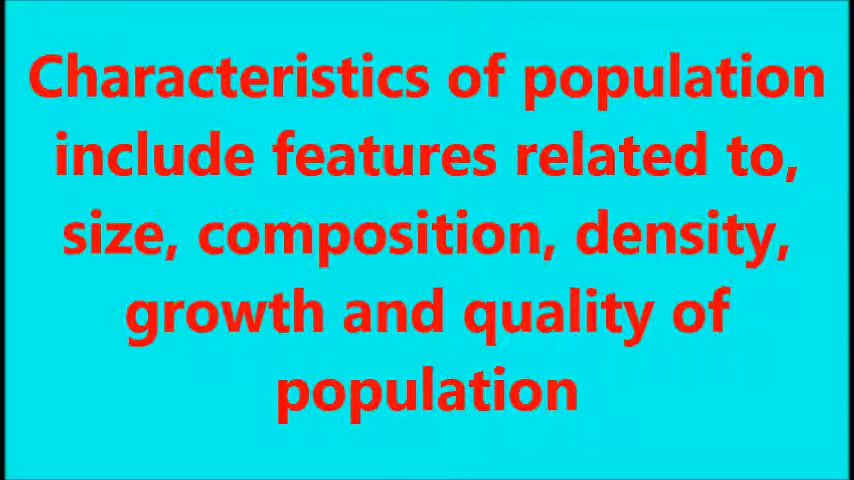 Characteristics of population
include features related to,
size, composition, density,
growth and quality of
population